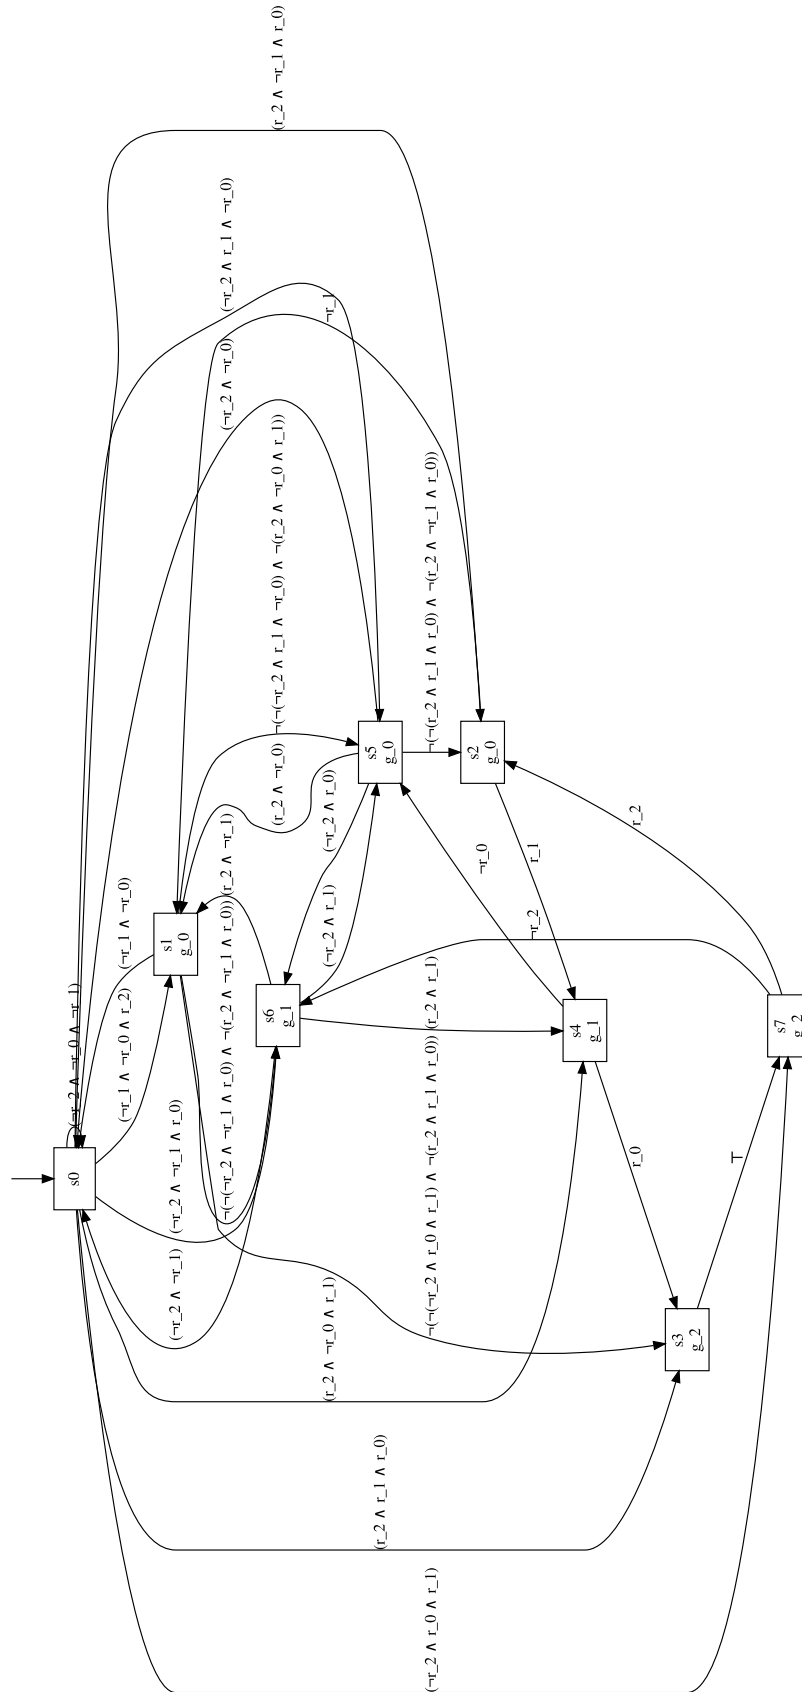 (r_2 ∧ ¬r_1 ∧ r_0)
(¬r_2 ∧ r_1 ∧ ¬r_0)
¬r_1
(¬r_2 ∧ ¬r_0)
¬(¬(¬r_2 ∧ r_1 ∧ ¬r_0) ∧ ¬(r_2 ∧ ¬r_0 ∧ r_1))
¬(¬(r_2 ∧ r_1 ∧ r_0) ∧ ¬(r_2 ∧ ¬r_1 ∧ r_0))
(r_2 ∧ ¬r_0)
s5
g_0
s2
g_0
r_2
(¬r_2 ∧ r_0)
(r_2 ∧ ¬r_1)
r_1
¬r_0
(¬r_2 ∧ r_1)
¬r_2
s1
g_0
(¬r_1 ∧ ¬r_0)
(r_2 ∧ r_1)
s6
g_1
s4
g_1
s7
g_2
(¬r_2 ∧ ¬r_0 ∧ ¬r_1)
(¬r_1 ∧ ¬r_0 ∧ r_2)
¬(¬(¬r_2 ∧ ¬r_1 ∧ r_0) ∧ ¬(r_2 ∧ ¬r_1 ∧ r_0))
s0
(¬r_2 ∧ ¬r_1 ∧ r_0)
r_0
⊤
¬(¬(¬r_2 ∧ r_0 ∧ r_1) ∧ ¬(r_2 ∧ r_1 ∧ r_0))
(¬r_2 ∧ ¬r_1)
(r_2 ∧ ¬r_0 ∧ r_1)
s3
g_2
(r_2 ∧ r_1 ∧ r_0)
(¬r_2 ∧ r_0 ∧ r_1)